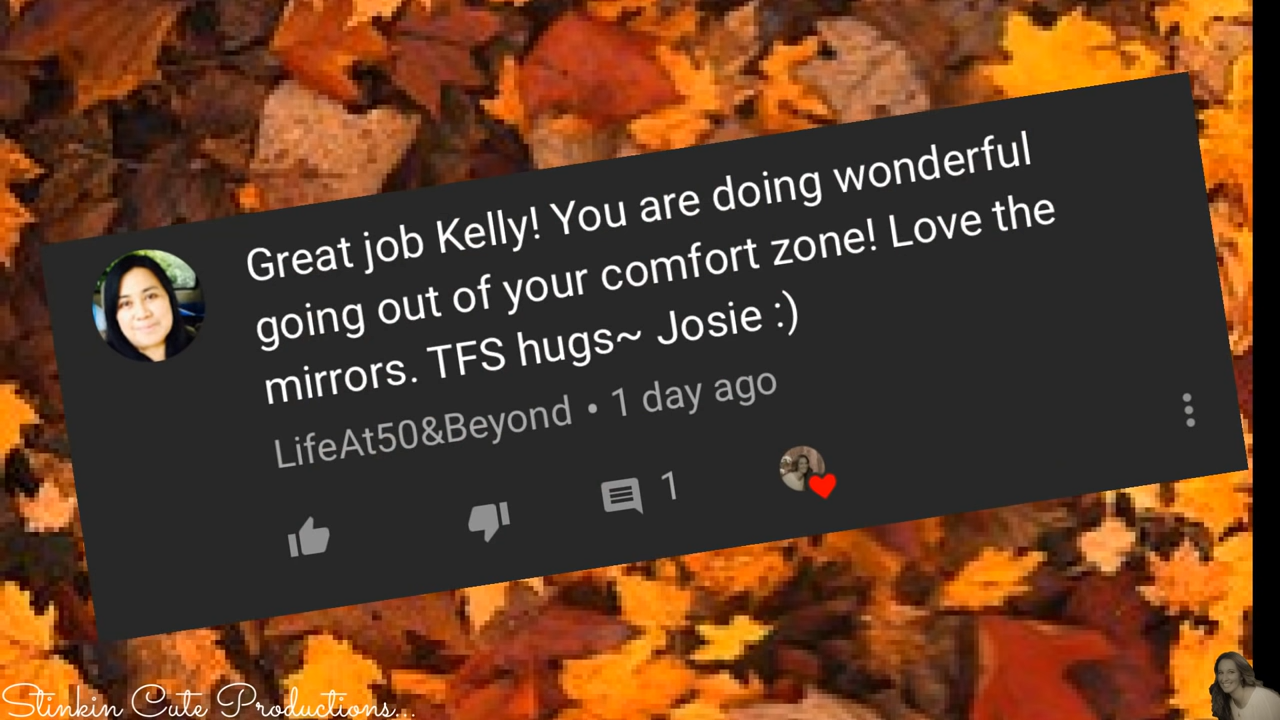 Great job Kelly! You are doing wonderful
going out of your comfort zone! Love the
mirrors. TFS hugs~ Josie :)
LifeAt50&Beyond • 1 day ago
1
Stinkin Cute Productions...